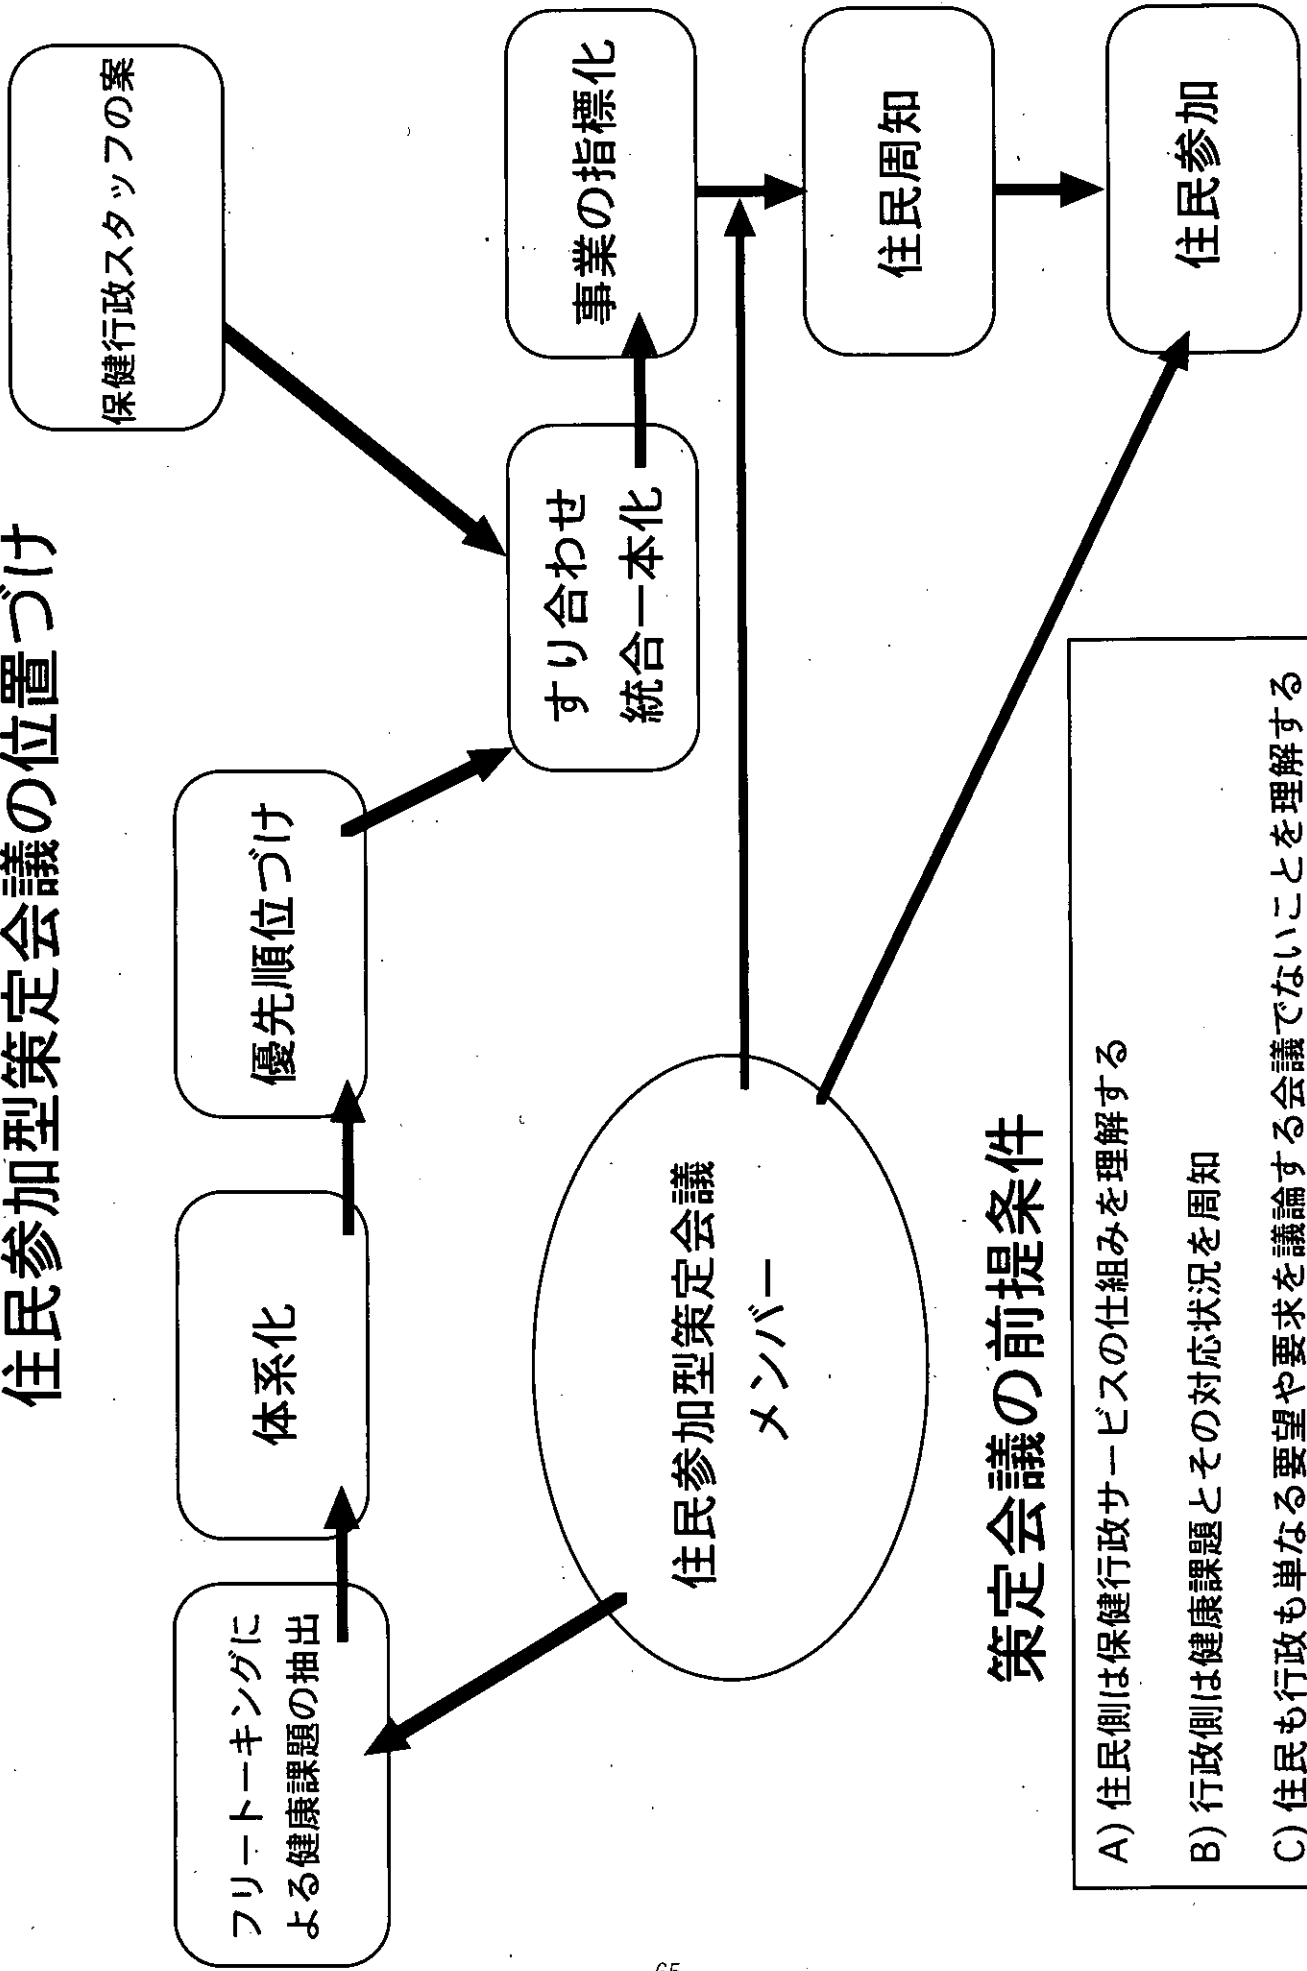 住民参加型策定会議の位置づけ
保健行政スタッフの案
フリートーキングに
よる健康課題の抽出
体系化
優先順位づけ
すり合わせ
統合一本化
事業の指標化
住民周知
住民参加
住民参加型策定会議
メンバー
策定会議の前提条件
A) 住民側は保健行政サービスの仕組みを理解する
B) 行政側は健康課題とその対応状況を周知
C) 住民も行政も単なる要望や要求を議論する会議でないことを理解する
65